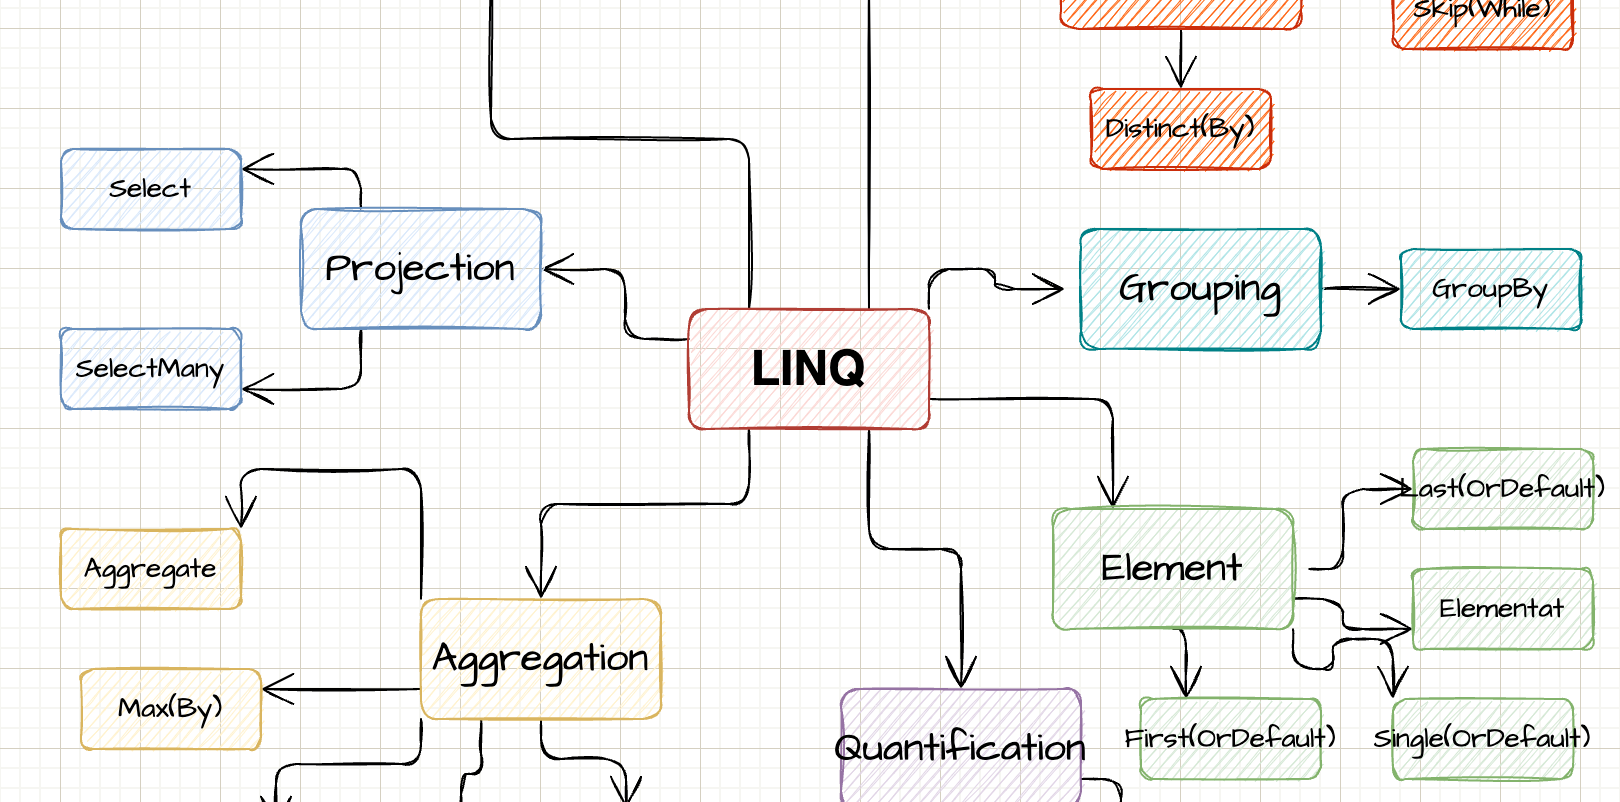 Skip(While)
Distinct(By)
Select
Projection
Grouping
GroupBy
SelectMany
LINQ
Last(OrDefault)
Aggregate
Element
Elementat
Aggregation
Max(By)
Quantification
First(OrDefault)
Single(OrDefault)